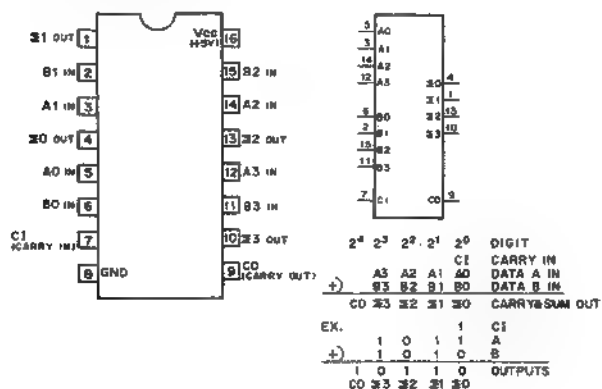 Σ1 OUT 1
Vcc (+5V) 16
B1 IN 2
15 B2 IN
A1 IN 3
14 A2 IN
Σ0 OUT 4
13 Σ2 OUT
A0 IN 5
12 A3 IN
B0 IN 6
11 B3 IN
CI (CARRY IN) 7
10 Σ3 OUT
8 GND
9 CO (CARRY OUT)
5 A0
3 A1
14 A2
12 A3
Σ0 4
Σ1 1
6 B0
Σ2 13
2 B1
Σ3 10
15 B2
11 B3
7 CI
CO 9
2⁴ 2³ 2² 2¹ 2⁰ DIGIT
CI CARRY IN
A3 A2 A1 A0 DATA A IN
+) B3 B2 B1 B0 DATA B IN
CO Σ3 Σ2 Σ1 Σ0 CARRY&SUM OUT
EX. 1 CI
1 0 1 1 A
+) 1 0 1 0 B
1 0 1 1 0 OUTPUTS
CO Σ3 Σ2 Σ1 Σ0